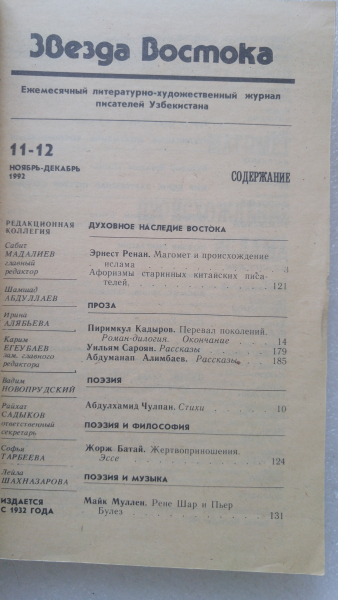 Звезда Востока
Ежемесячный литературно-художественный журнал
писателей Узбекистана
11-12
НОЯБРЬ-ДЕКАБРЬ
1992
СОДЕРЖАНИЕ
РЕДАКЦИОННАЯ
КОЛЛЕГИЯ
Сабит
МАДАЛИЕВ
главный
редактор
Шамшад
АБДУЛЛАЕВ
Ирина
АЛЯБЬЕВА
Карим
ЕГЕУБАЕВ
зам. главного
редактора
Вадим
НОВОПРУДСКИЙ
Райхат
САДЫКОВ
ответственный
секретарь
Софья
ТАРБЕЕВА
Лейла
ШАХНАЗАРОВА
ИЗДАЕТСЯ
С 1932 ГОДА
ДУХОВНОЕ НАСЛЕДИЕ ВОСТОКА
Эрнест Ренан. Магомет и происхождение
ислама . . . . . . . . 3
Афоризмы старинных китайских писа-
телей. . . . . . . . . 121
ПРОЗА
Пиримкул Кадыров. Перевал поколений.
Роман-дилогия. Окончание . . . 14
Уильям Сароян. Рассказы . . . 179
Абдуманап Алимбаев. Рассказы. . . 185
ПОЭЗИЯ
Абдулхамид Чулпан. Стихи . . . 10
ПОЭЗИЯ И ФИЛОСОФИЯ
Жорж Батай. Жертвоприношения.
Эссе . . . . . . . . 124
ПОЭЗИЯ И МУЗЫКА
Майк Муллен. Рене Шар и Пьер
Булез . . . . . . . . 131